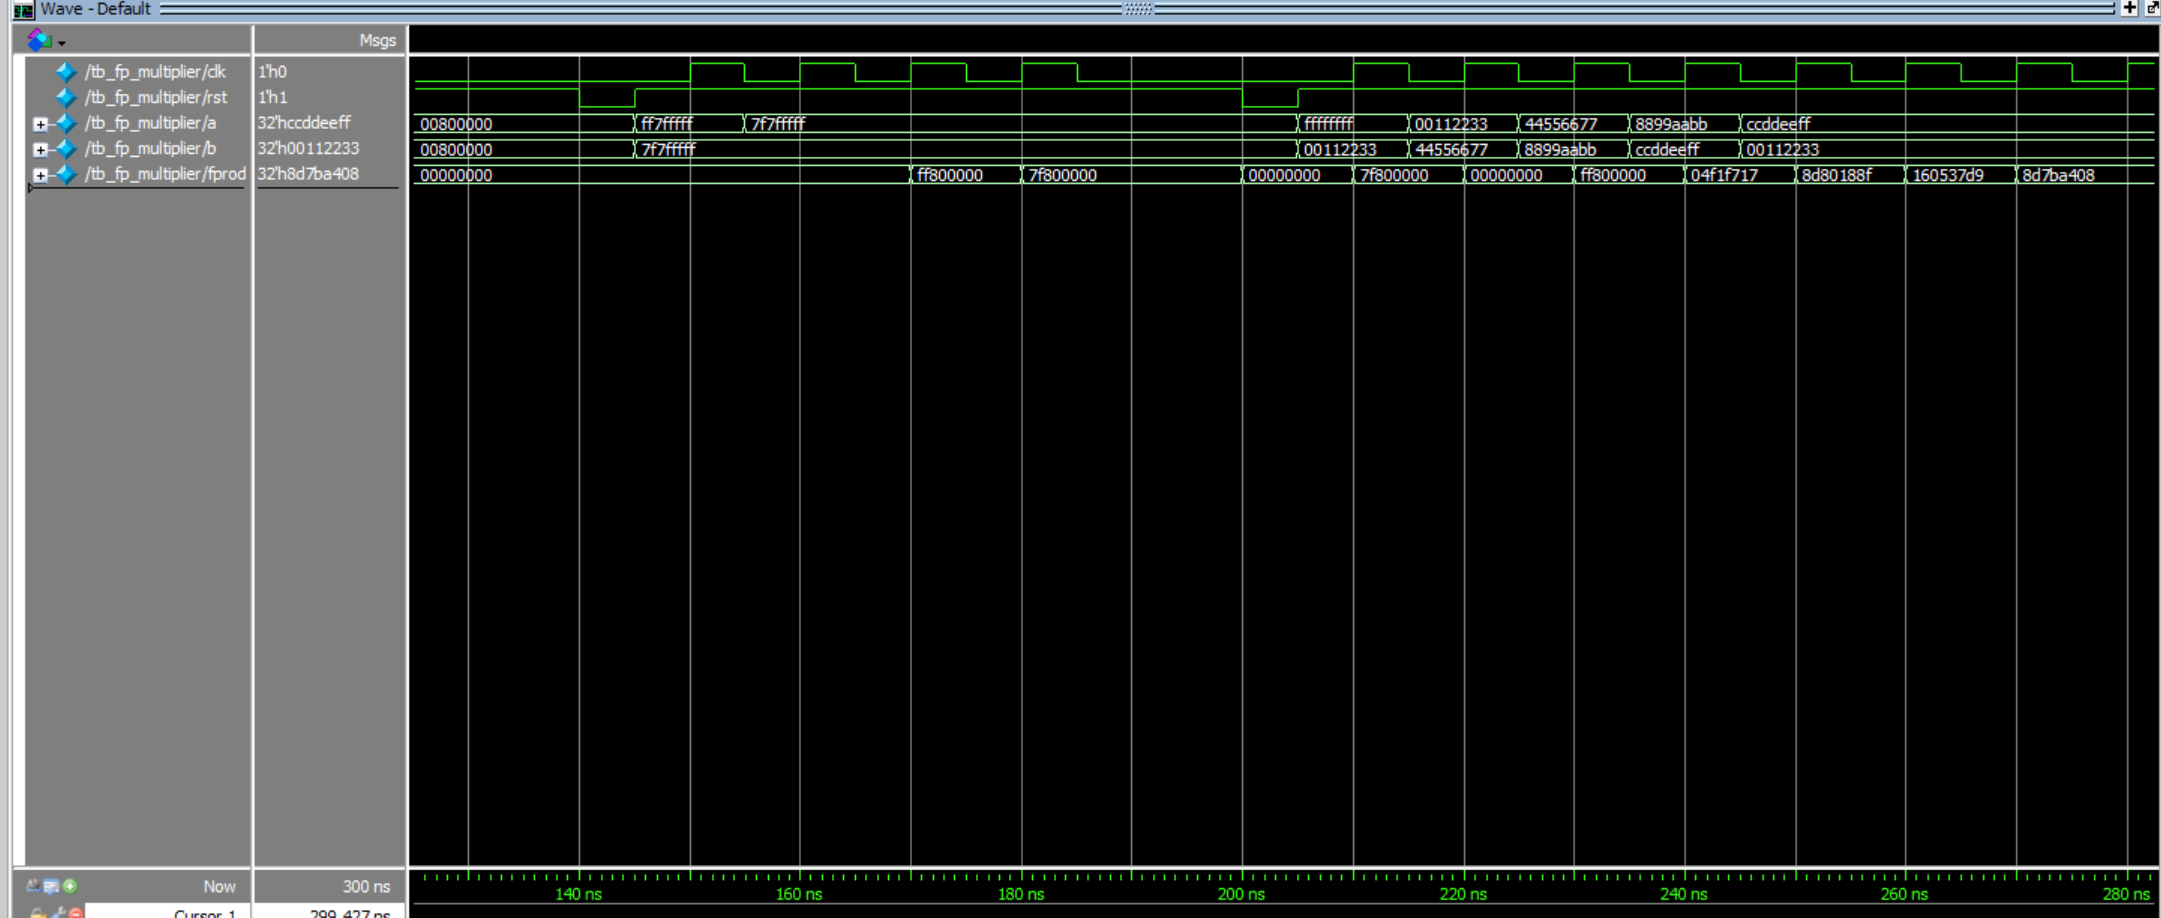 Wave - Default
Msgs
/tb_fp_multiplier/clk 1'h0
/tb_fp_multiplier/rst 1'h1
/tb_fp_multiplier/a 32'hccddeeff 00800000 ff7fffff 7f7fffff ffffffff 00112233 44556677 8899aabb ccddeeff
/tb_fp_multiplier/b 32'h00112233 00800000 7f7fffff 00112233 44556677 8899aabb ccddeeff 00112233
/tb_fp_multiplier/fprod 32'h8d7ba408 00000000 ff800000 7f800000 00000000 7f800000 00000000 ff800000 04f1f717 8d80188f 160537d9 8d7ba408
Now 300 ns 140 ns 160 ns 180 ns 200 ns 220 ns 240 ns 260 ns 280 ns
Cursor 1 299.427 ns